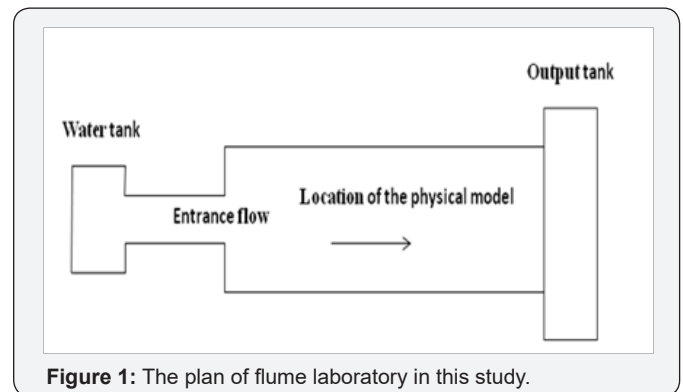 Output tank
Water tank
Location of the physical model
Entrance flow
Figure 1: The plan of flume laboratory in this study.